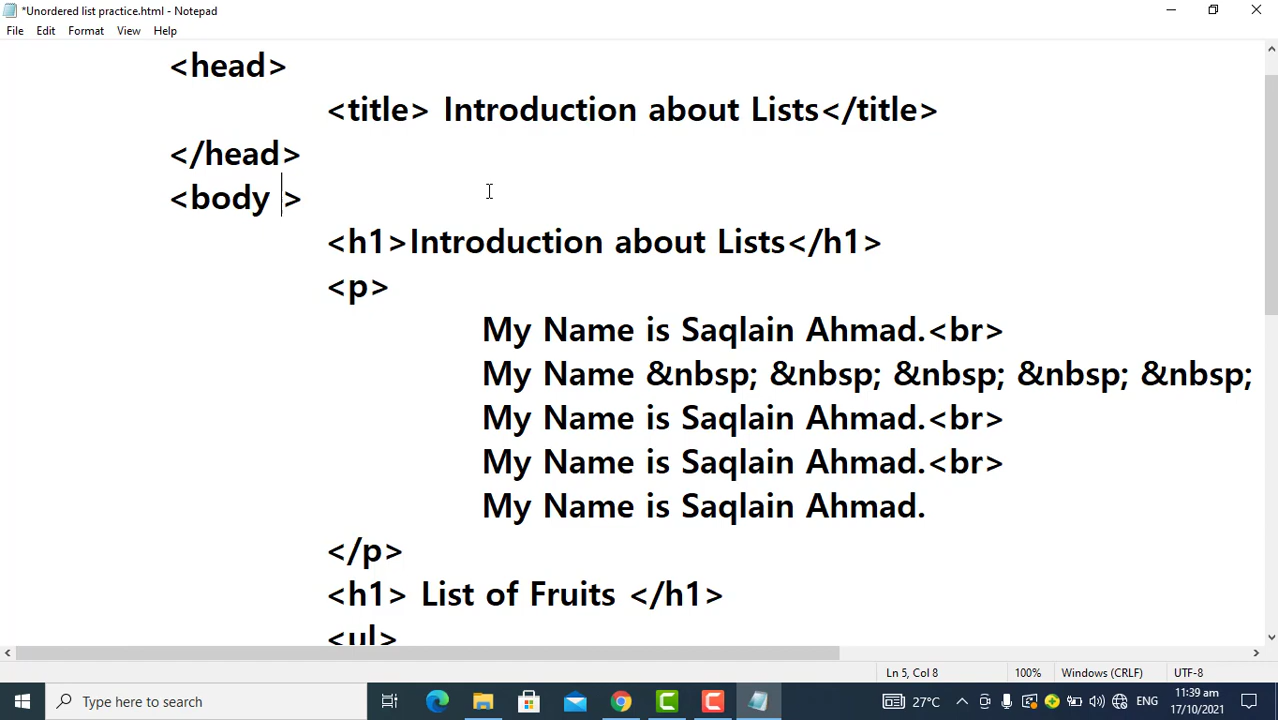 *Unordered list practice.html - Notepad
File Edit Format View Help
<head>
<title> Introduction about Lists</title>
</head>
<body >
<h1>Introduction about Lists</h1>
<p>
My Name is Saqlain Ahmad.<br>
My Name &nbsp; &nbsp; &nbsp; &nbsp; &nbsp;
My Name is Saqlain Ahmad.<br>
My Name is Saqlain Ahmad.<br>
My Name is Saqlain Ahmad.
</p>
<h1> List of Fruits </h1>
<ul>
Ln 5, Col 8 100% Windows (CRLF) UTF-8
Type here to search 27°C ENG 11:39 am
17/10/2021